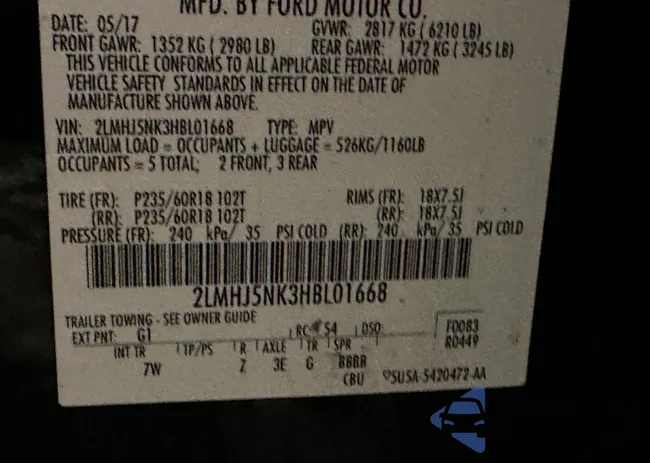 MFD. BY FORD MOTOR CO.
DATE: 05/17 GVWR: 2817 KG ( 6210 LB)
FRONT GAWR: 1352 KG ( 2980 LB) REAR GAWR: 1472 KG ( 3245 LB)
THIS VEHICLE CONFORMS TO ALL APPLICABLE FEDERAL MOTOR
VEHICLE SAFETY STANDARDS IN EFFECT ON THE DATE OF
MANUFACTURE SHOWN ABOVE.
VIN: 2LMHJ5NK3HBL01668 TYPE: MPV
MAXIMUM LOAD = OCCUPANTS + LUGGAGE = 526KG/1160LB
OCCUPANTS = 5 TOTAL; 2 FRONT, 3 REAR
TIRE (FR): P235/60R18 102T RIMS (FR): 18X7.5J
(RR): P235/60R18 102T (RR): 18X7.5J
PRESSURE (FR): 240 kPa/ 35 PSI COLD (RR): 240 kPa/ 35 PSI COLD
2LMHJ5NK3HBL01668
TRAILER TOWING - SEE OWNER GUIDE
EXT PNT: G1 RC: 54 DSO: F0083
R0449
INT TR TP/PS R AXLE TR SPR
7W Z 3E G BBBB
CBU 5U5A-5420472-AA